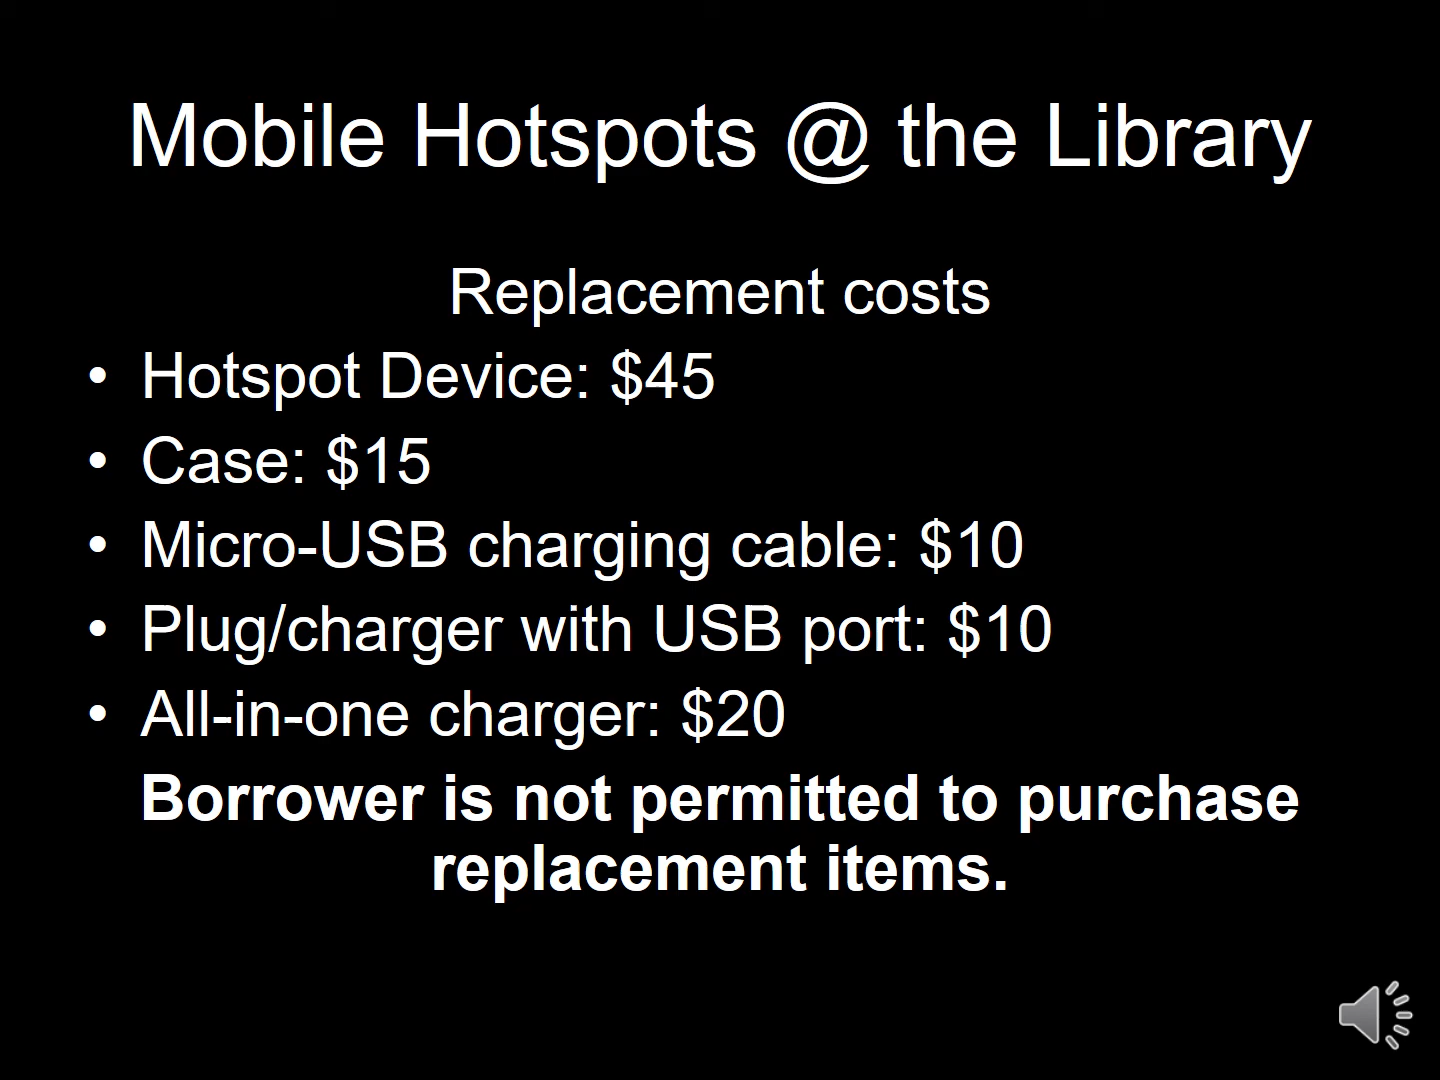 Mobile Hotspots @ the Library
Replacement costs
• Hotspot Device: $45
• Case: $15
• Micro-USB charging cable: $10
• Plug/charger with USB port: $10
• All-in-one charger: $20
Borrower is not permitted to purchase
replacement items.